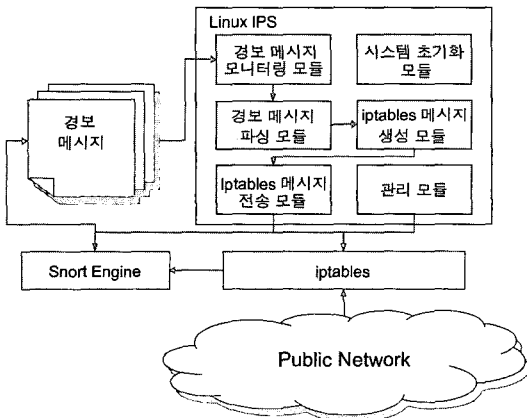 Linux IPS
경보 메시지
모니터링 모듈
시스템 초기화
모듈
경보
메시지
경보 메시지
파싱 모듈
iptables 메시지
생성 모듈
Iptables 메시지
전송 모듈
관리 모듈
Snort Engine
iptables
Public Network